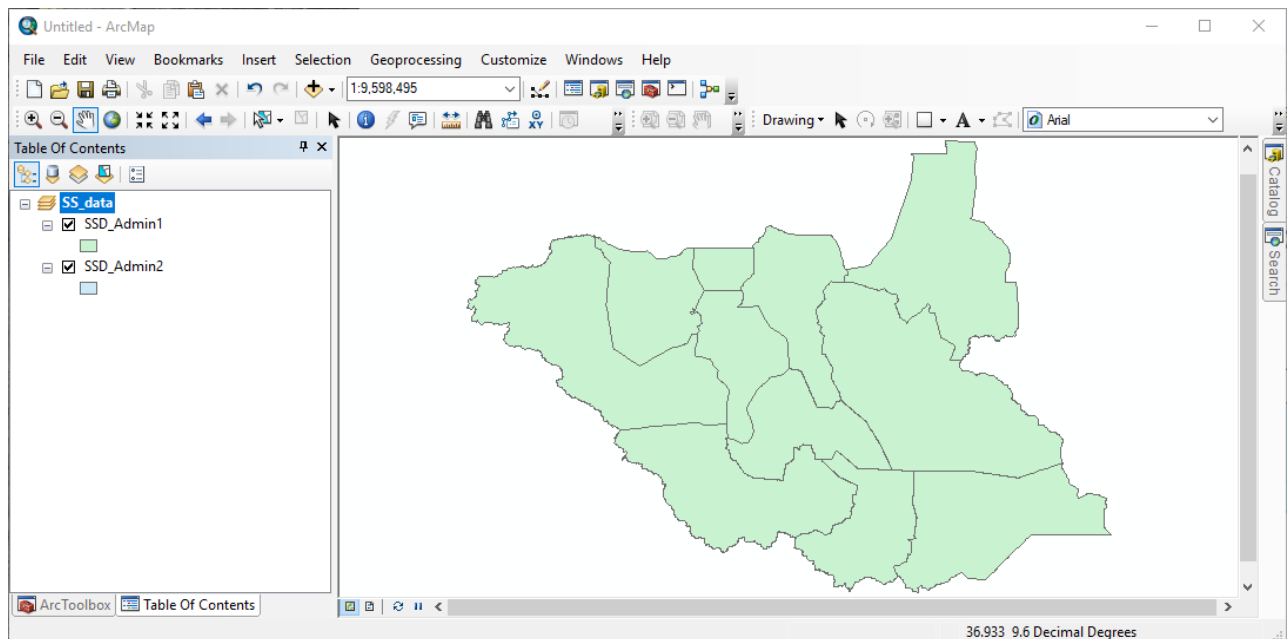 Untitled - ArcMap
File Edit View Bookmarks Insert Selection Geoprocessing Customize Windows Help
1:9,598,495
XY Drawing A Arial
Table Of Contents
SS_data
SSD_Admin1
SSD_Admin2
Catalog
Search
ArcToolbox Table Of Contents
36.933 9.6 Decimal Degrees